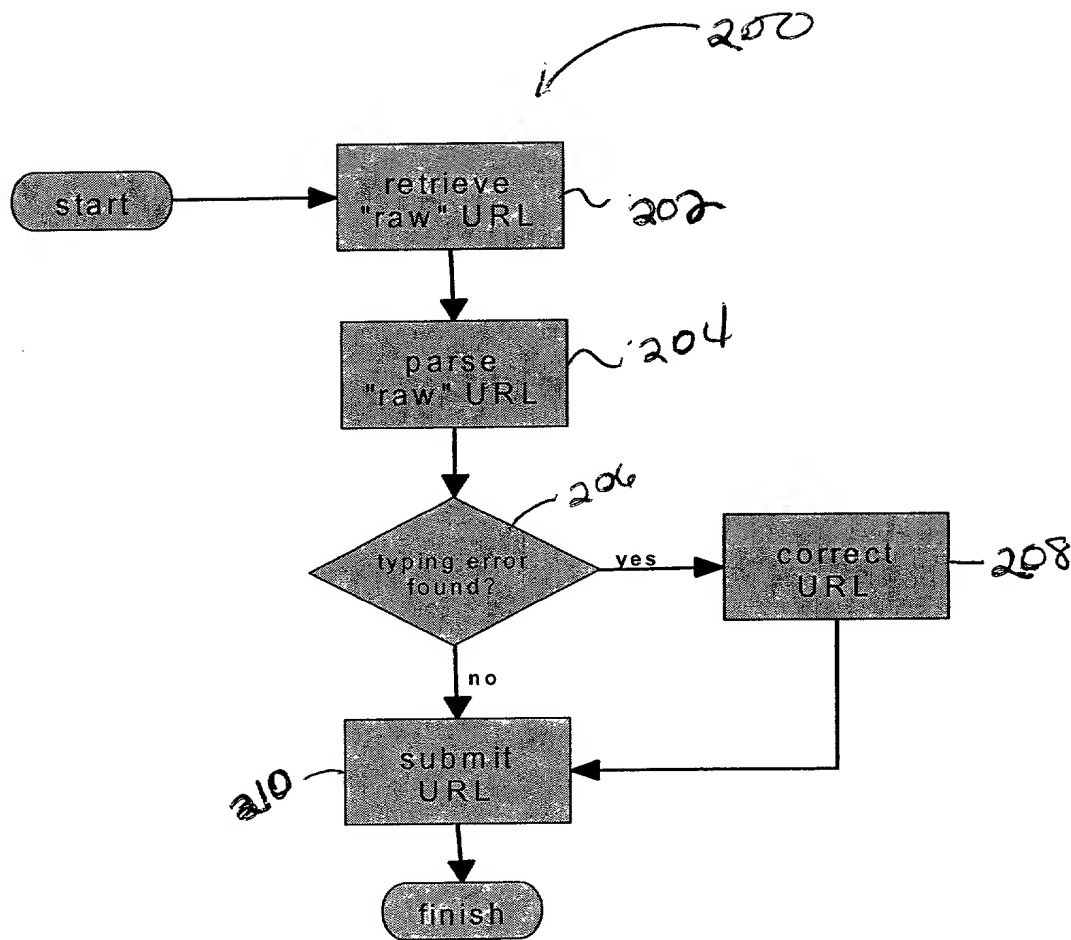 200
start
retrieve
"raw" URL
202
parse
"raw" URL
204
206
typing error
found?
yes
correct
URL
208
no
submit
URL
210
finish